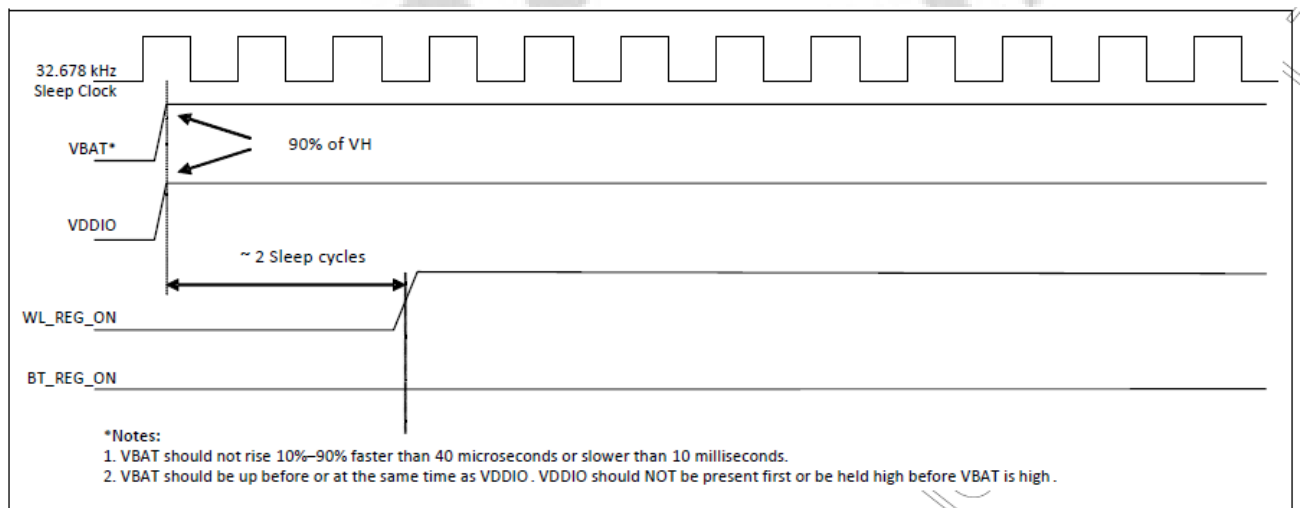 32.678 kHz
Sleep Clock
VBAT*
90% of VH
VDDIO
~ 2 Sleep cycles
WL_REG_ON
BT_REG_ON
*Notes:
1. VBAT should not rise 10%–90% faster than 40 microseconds or slower than 10 milliseconds.
2. VBAT should be up before or at the same time as VDDIO. VDDIO should NOT be present first or be held high before VBAT is high.